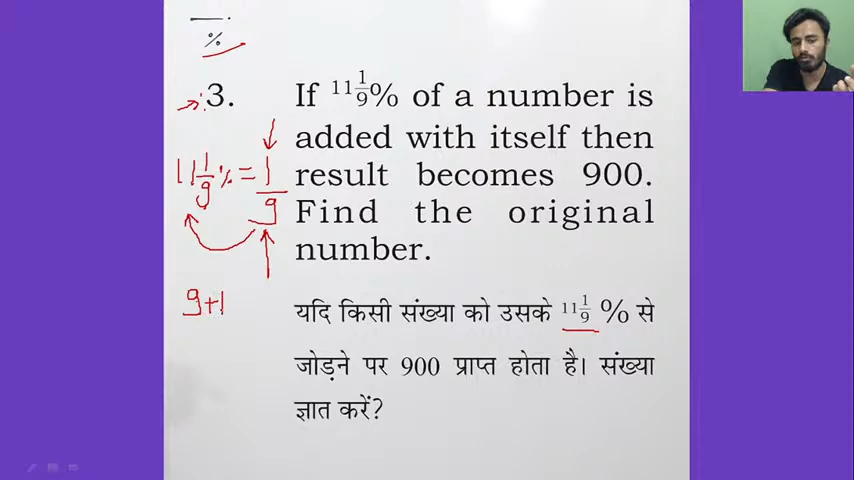 %
3.
If 11 1/9% of a number is
added with itself then
result becomes 900.
Find the original
number.
11 1/9 % = 1/9
9+1
यदि किसी संख्या को उसके 11 1/9 % से
जोड़ने पर 900 प्राप्त होता है। संख्या
ज्ञात करें?